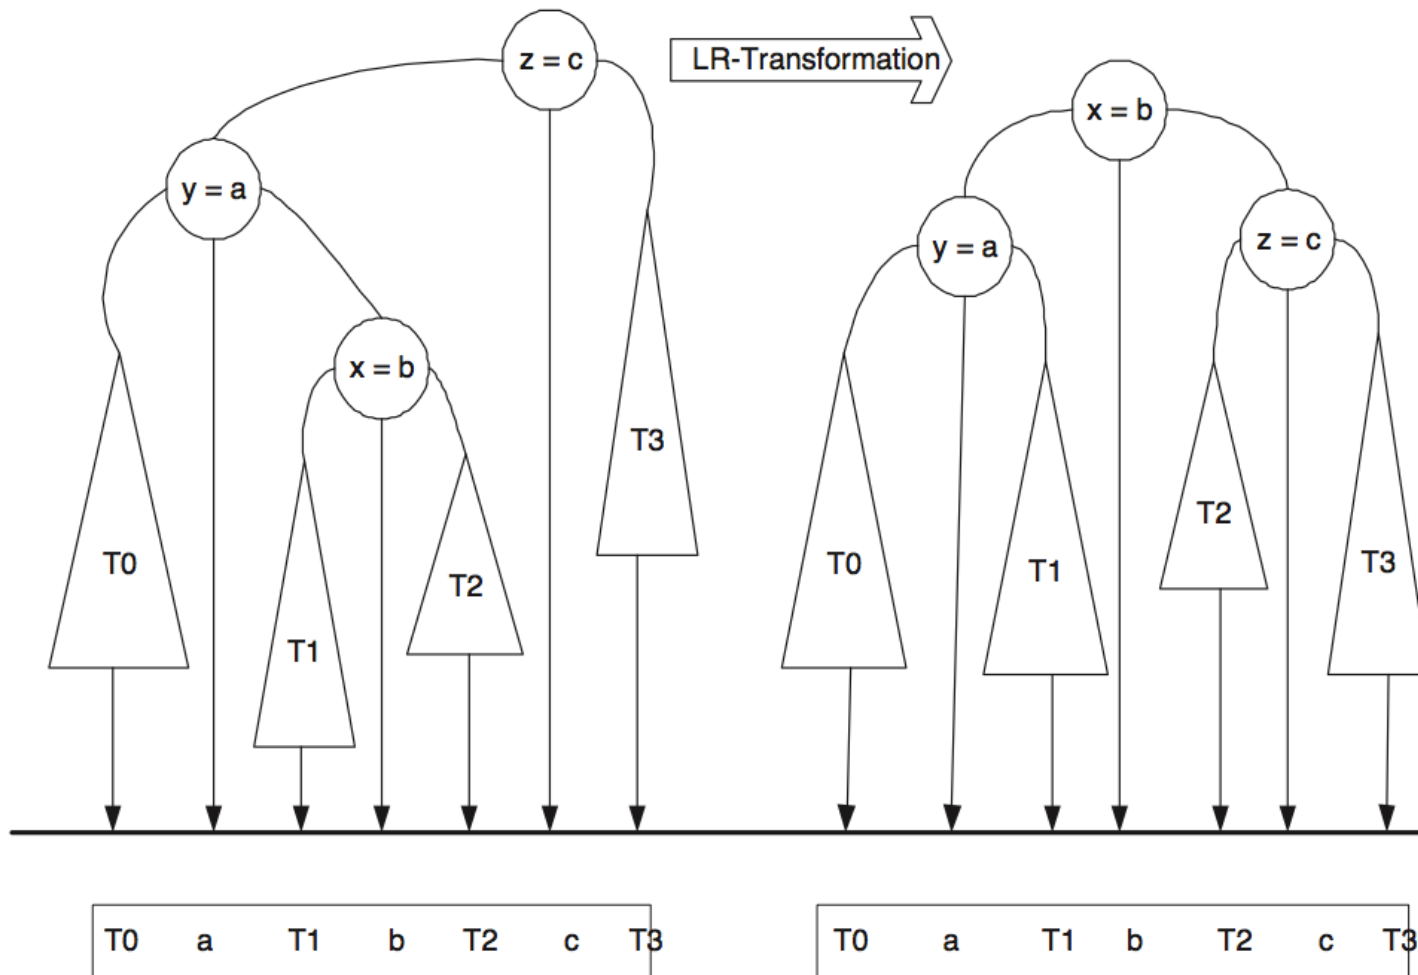 z = c
LR-Transformation
x = b
y = a
y = a
z = c
x = b
T3
T2
T0
T0
T1
T3
T2
T1
T0 a T1 b T2 c T3
T0 a T1 b T2 c T3